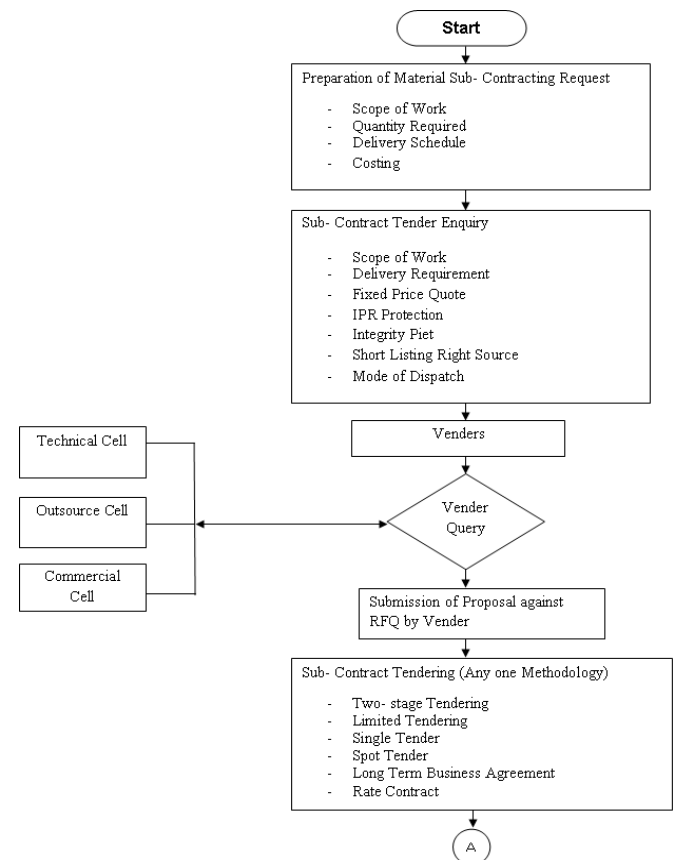 Start
Preparation of Material Sub- Contracting Request
- Scope of Work
- Quantity Required
- Delivery Schedule
- Costing
Sub- Contract Tender Enquiry
- Scope of Work
- Delivery Requirement
- Fixed Price Quote
- IPR Protection
- Integrity Piet
- Short Listing Right Source
- Mode of Dispatch
Venders
Technical Cell
Outsource Cell
Commercial
Cell
Vender
Query
Submission of Proposal against
RFQ by Vender
Sub- Contract Tendering (Any one Methodology)
- Two- stage Tendering
- Limited Tendering
- Single Tender
- Spot Tender
- Long Term Business Agreement
- Rate Contract
A